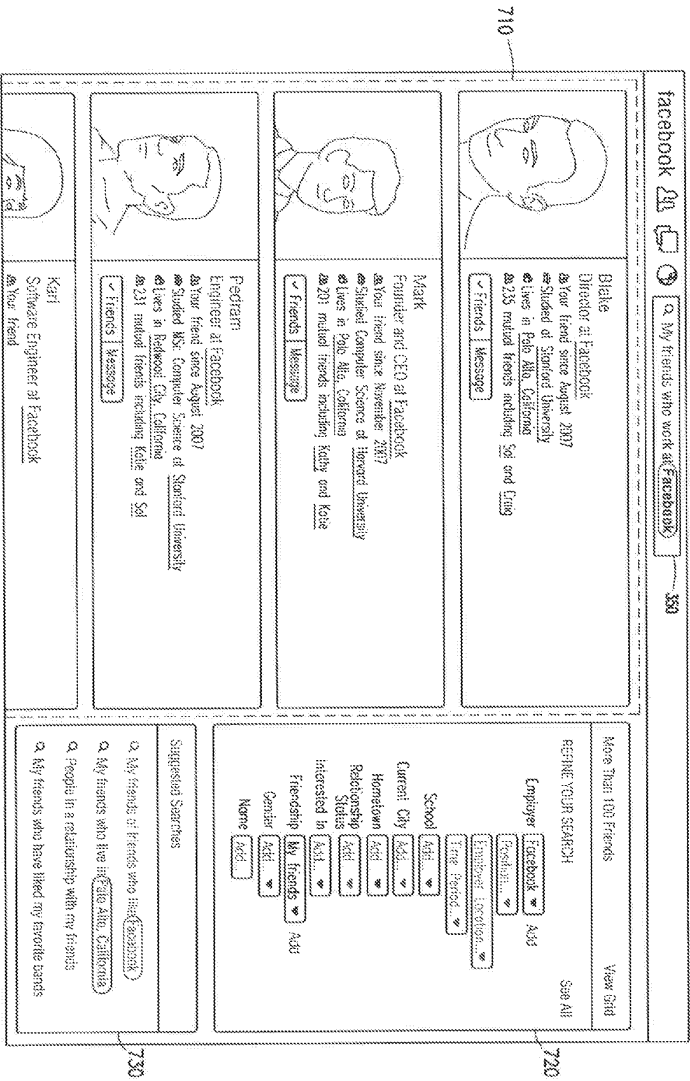 facebook
My friends who work at Facebook
350
710
Blake
Director at Facebook
Your friend since August 2007
Studied at Stanford University
Lives in Palo Alto, California
235 mutual friends including Sol and Craig
✓ Friends | Message
Mark
Founder and CEO at Facebook
Your friend since November 2007
Studied Computer Science at Harvard University
Lives in Palo Alto, California
201 mutual friends including Kathy and Katie
✓ Friends | Message
Pedram
Engineer at Facebook
Your friend since August 2007
Studied MSc Computer Science at Stanford University
Lives in Redwood City, California
231 mutual friends including Katie and Sol
✓ Friends | Message
Kari
Software Engineer at Facebook
Your friend
More Than 100 Friends View Grid
REFINE YOUR SEARCH See All
Employer Facebook Add
Position...
Employer Location...
Time Period...
School Add...
Current City Add...
Hometown Add...
Relationship Status Add...
Interested In Add...
Friendship My friends Add
Gender Add...
Name Add
720
Suggested Searches
My friends of friends who like Facebook
My friends who live in Palo Alto, California
People in a relationship with my friends
My friends who have liked my favorite bands
730